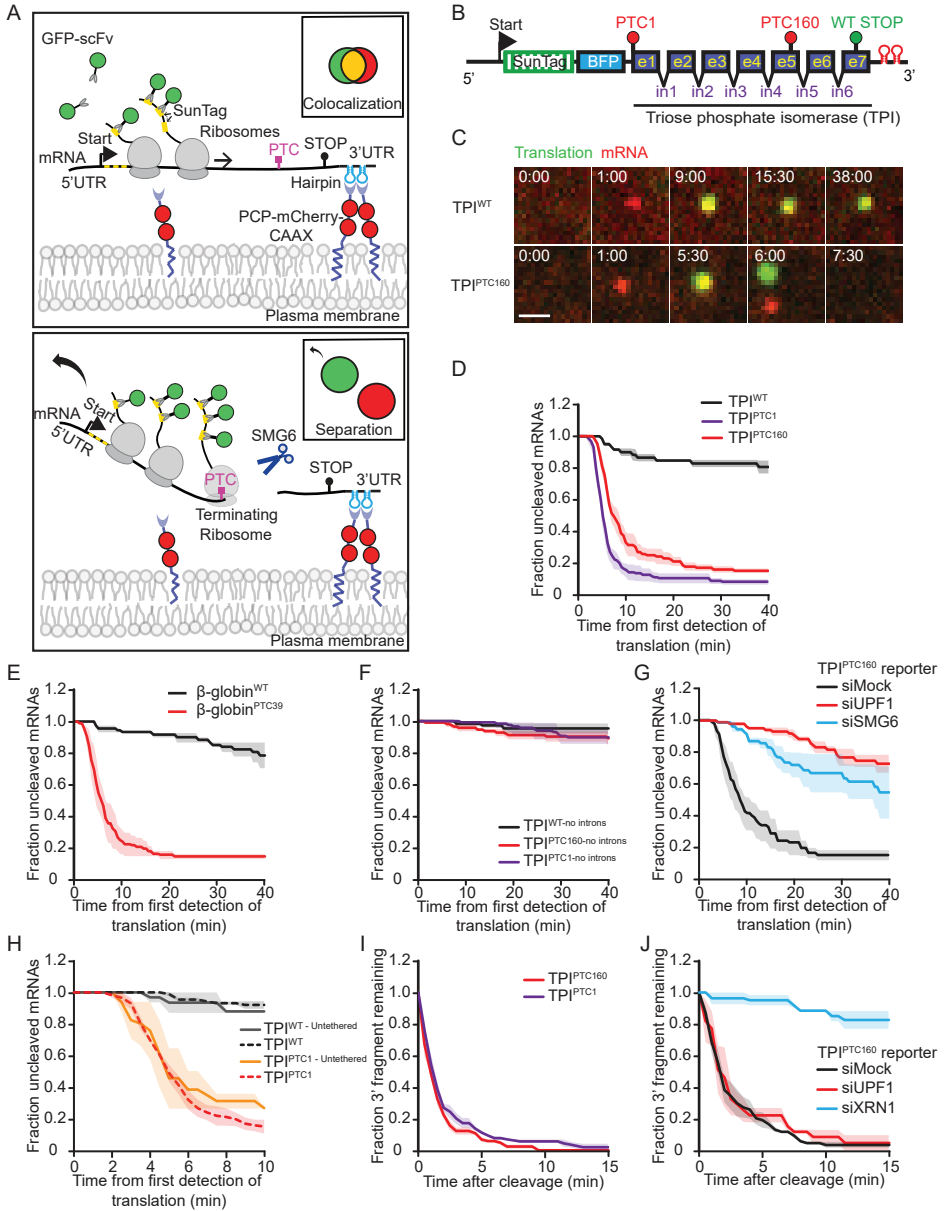 A
GFP-scFv
Colocalization
SunTag
Ribosomes
Start
PTC
STOP
3'UTR
mRNA
5'UTR
Hairpin
PCP-mCherry-
CAAX
Plasma membrane
mRNA
Start
5'UTR
SMG6
Separation
PTC
STOP
3'UTR
Terminating
Ribosome
Plasma membrane
B
Start
PTC1
PTC160
WT STOP
5'
SunTag
BFP
e1
e2
e3
e4
e5
e6
e7
3'
in1
in2
in3
in4
in5
in6
Triose phosphate isomerase (TPI)
C
Translation mRNA
TPI^WT
0:00
1:00
9:00
15:30
38:00
TPI^PTC160
0:00
1:00
5:30
6:00
7:30
D
Fraction uncleaved mRNAs
1.2
1.0
0.8
0.6
0.4
0.2
0
TPI^WT
TPI^PTC1
TPI^PTC160
0 10 20 30 40
Time from first detection of
translation (min)
E
Fraction uncleaved mRNAs
1.2
1.0
0.8
0.6
0.4
0.2
0
β-globin^WT
β-globin^PTC39
0 10 20 30 40
Time from first detection of
translation (min)
F
Fraction uncleaved mRNAs
1.2
1.0
0.8
0.6
0.4
0.2
0
TPI^WT-no introns
TPI^PTC160-no introns
TPI^PTC1-no introns
0 10 20 30 40
Time from first detection of
translation (min)
G
TPI^PTC160 reporter
siMock
siUPF1
siSMG6
Fraction uncleaved mRNAs
1.2
1.0
0.8
0.6
0.4
0.2
0
0 10 20 30 40
Time from first detection of
translation (min)
H
Fraction uncleaved mRNAs
1.2
1.0
0.8
0.6
0.4
0.2
0
TPI^WT - Untethered
TPI^WT
TPI^PTC1 - Untethered
TPI^PTC1
0 2 4 6 8 10
Time from first detection of
translation (min)
I
Fraction 3' fragment remaining
1.2
1.0
0.8
0.6
0.4
0.2
0
TPI^PTC160
TPI^PTC1
0 5 10 15
Time after cleavage (min)
J
Fraction 3' fragment remaining
1.2
1.0
0.8
0.6
0.4
0.2
0
TPI^PTC160 reporter
siMock
siUPF1
siXRN1
0 5 10 15
Time after cleavage (min)